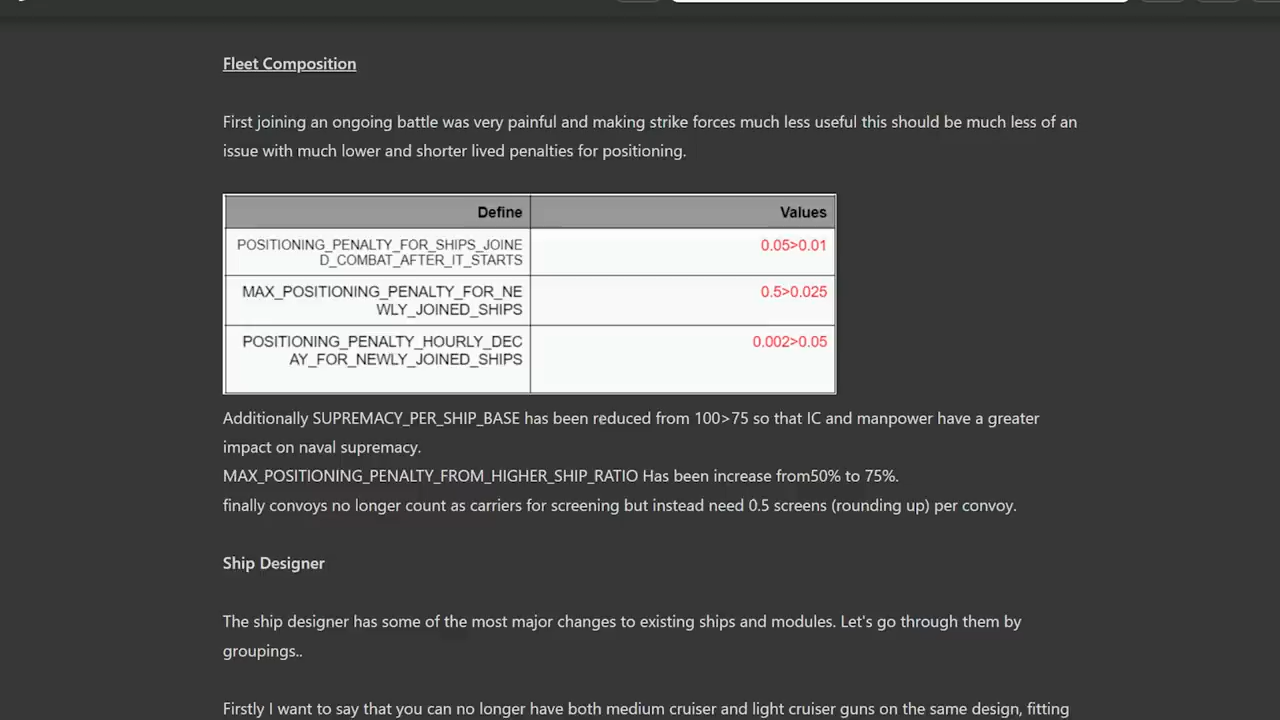 Fleet Composition
First joining an ongoing battle was very painful and making strike forces much less useful this should be much less of an
issue with much lower and shorter lived penalties for positioning.
Define Values
POSITIONING_PENALTY_FOR_SHIPS_JOINE 0.05>0.01
D_COMBAT_AFTER_IT_STARTS
MAX_POSITIONING_PENALTY_FOR_NE 0.5>0.025
WLY_JOINED_SHIPS
POSITIONING_PENALTY_HOURLY_DEC 0.002>0.05
AY_FOR_NEWLY_JOINED_SHIPS
Additionally SUPREMACY_PER_SHIP_BASE has been reduced from 100>75 so that IC and manpower have a greater
impact on naval supremacy.
MAX_POSITIONING_PENALTY_FROM_HIGHER_SHIP_RATIO Has been increase from50% to 75%.
finally convoys no longer count as carriers for screening but instead need 0.5 screens (rounding up) per convoy.
Ship Designer
The ship designer has some of the most major changes to existing ships and modules. Let's go through them by
groupings..
Firstly I want to say that you can no longer have both medium cruiser and light cruiser guns on the same design, fitting